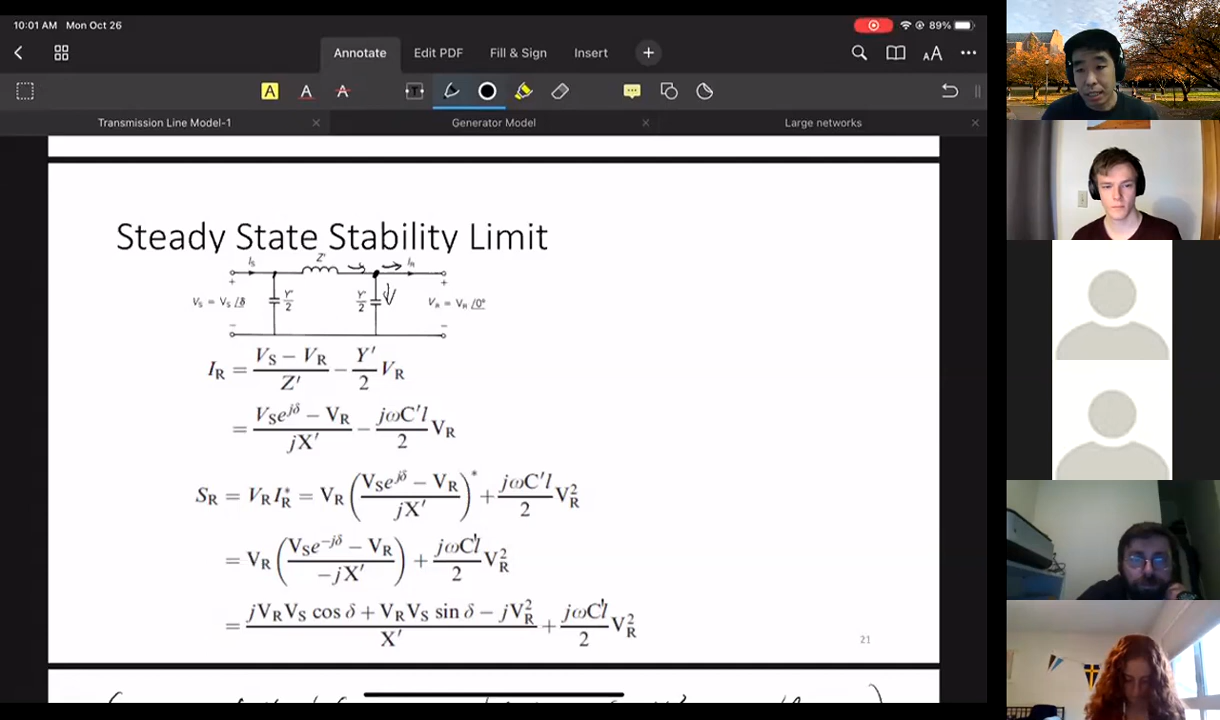 10:01 AM Mon Oct 26
89%
Annotate Edit PDF Fill & Sign Insert
Transmission Line Model-1 Generator Model Large networks
Steady State Stability Limit
I_S Z' I_R
V_S = V_S /δ Y'/2 Y'/2 V_R = V_R /0°
I_R = (V_S − V_R)/Z' − (Y'/2) V_R
= (V_S e^{jδ} − V_R)/(jX') − (jωC'l/2) V_R
S_R = V_R I_R^* = V_R ((V_S e^{jδ} − V_R)/(jX'))^* + (jωC'l/2) V_R^2
= V_R ((V_S e^{−jδ} − V_R)/(−jX')) + (jωC'l/2) V_R^2
= (jV_R V_S cos δ + V_R V_S sin δ − jV_R^2)/X' + (jωC'l/2) V_R^2
21